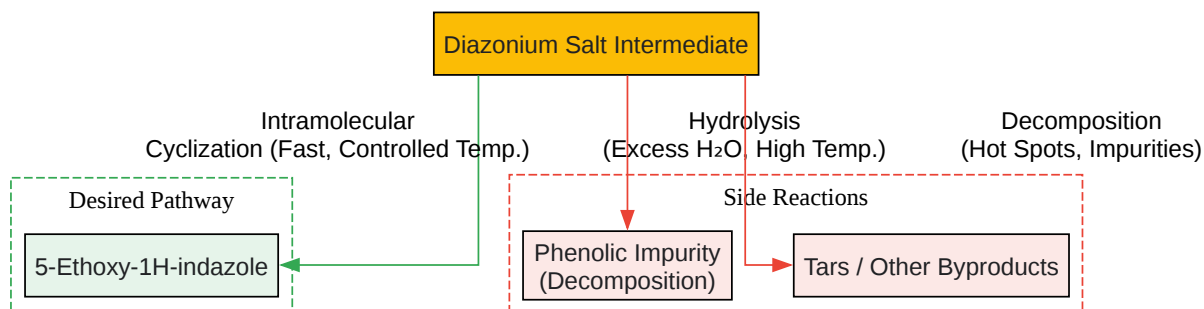 Diazonium Salt Intermediate
Intramolecular
Cyclization (Fast, Controlled Temp.)
Hydrolysis
(Excess H₂O, High Temp.)
Decomposition
(Hot Spots, Impurities)
Desired Pathway
Side Reactions
5-Ethoxy-1H-indazole
Phenolic Impurity
(Decomposition)
Tars / Other Byproducts